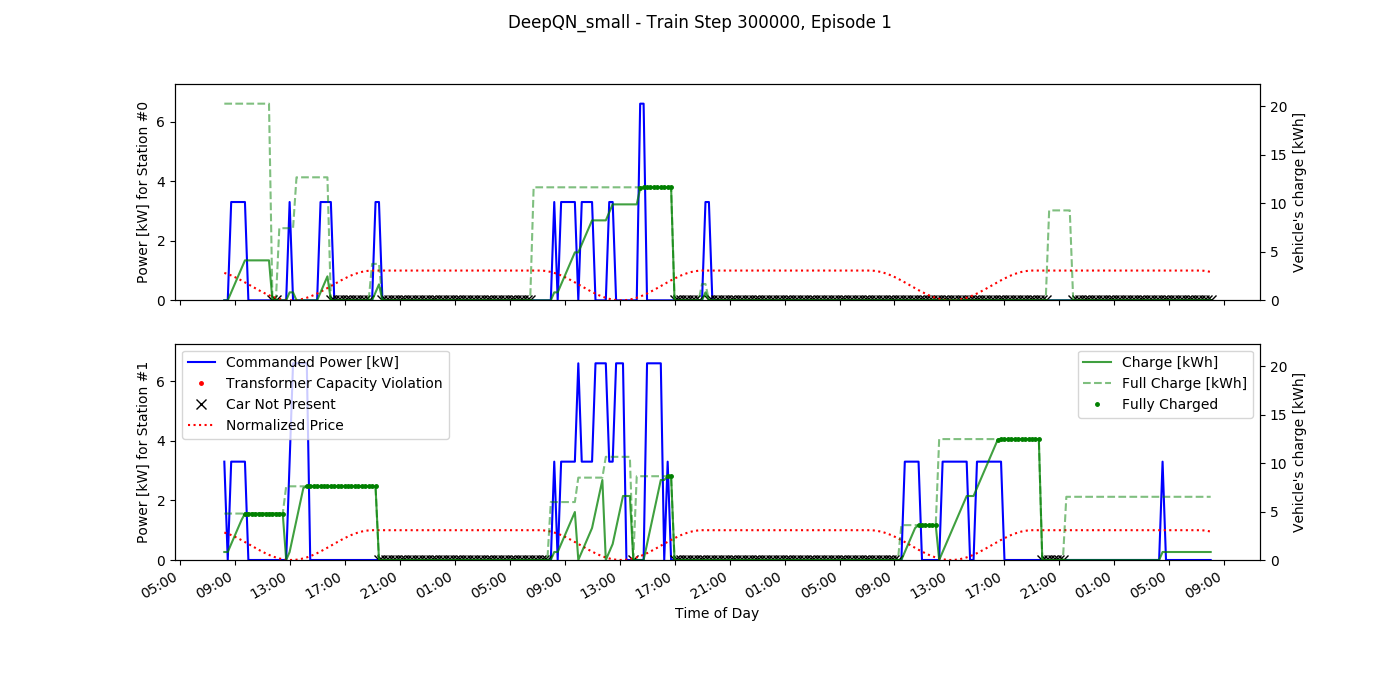 DeepQN_small - Train Step 300000, Episode 1
Power [kW] for Station #0
6
4
2
0
20
15
10
5
0
Vehicle's charge [kWh]
Power [kW] for Station #1
6
4
2
0
Commanded Power [kW]
Transformer Capacity Violation
Car Not Present
Normalized Price
Charge [kWh]
Full Charge [kWh]
Fully Charged
20
15
10
5
0
Vehicle's charge [kWh]
05:00 09:00 13:00 17:00 21:00 01:00 05:00 09:00 13:00 17:00 21:00 01:00 05:00 09:00 13:00 17:00 21:00 01:00 05:00 09:00
Time of Day